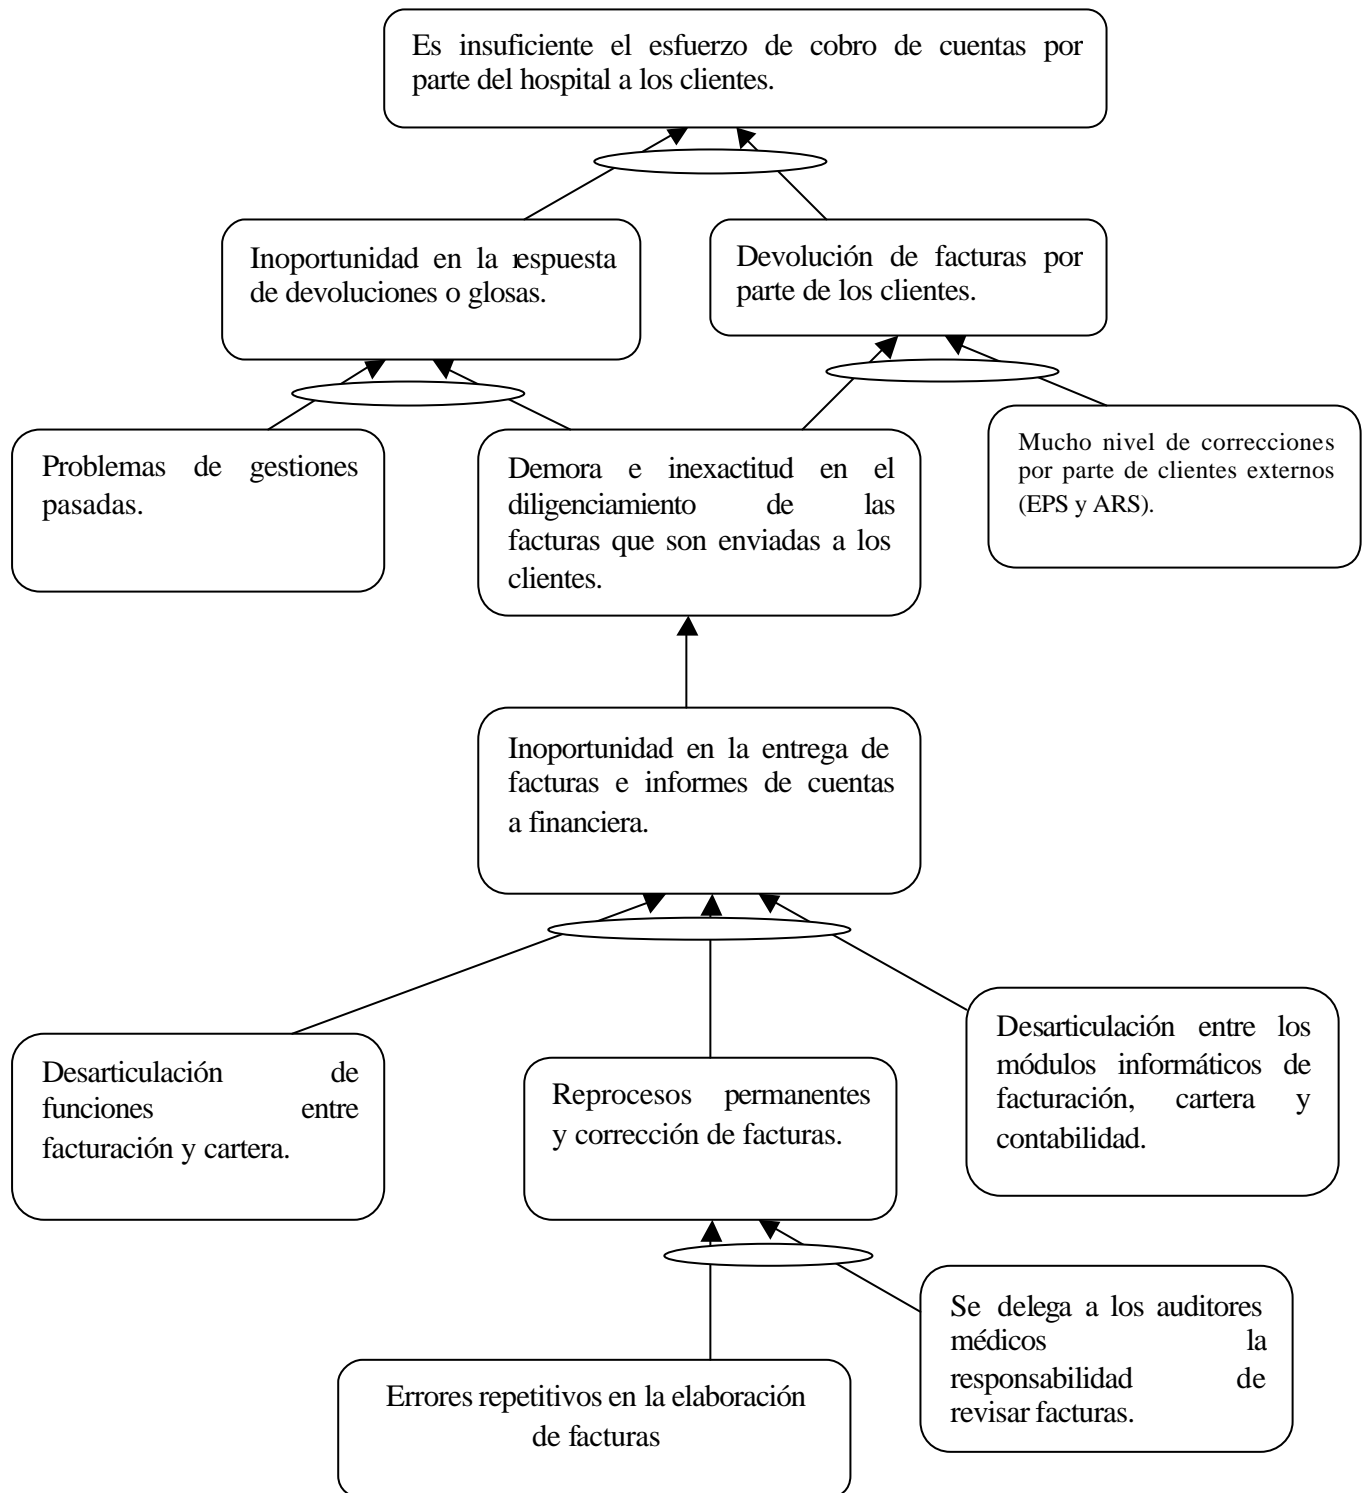 Es insuficiente el esfuerzo de cobro de cuentas por
parte del hospital a los clientes.
Inoportunidad en la respuesta
de devoluciones o glosas.
Devolución de facturas por
parte de los clientes.
Problemas de gestiones
pasadas.
Demora e inexactitud en el
diligenciamiento de las
facturas que son enviadas a los
clientes.
Mucho nivel de correcciones
por parte de clientes externos
(EPS y ARS).
Inoportunidad en la entrega de
facturas e informes de cuentas
a financiera.
Desarticulación de
funciones entre
facturación y cartera.
Reprocesos permanentes
y corrección de facturas.
Desarticulación entre los
módulos informáticos de
facturación, cartera y
contabilidad.
Errores repetitivos en la elaboración
de facturas
Se delega a los auditores
médicos la
responsabilidad de
revisar facturas.